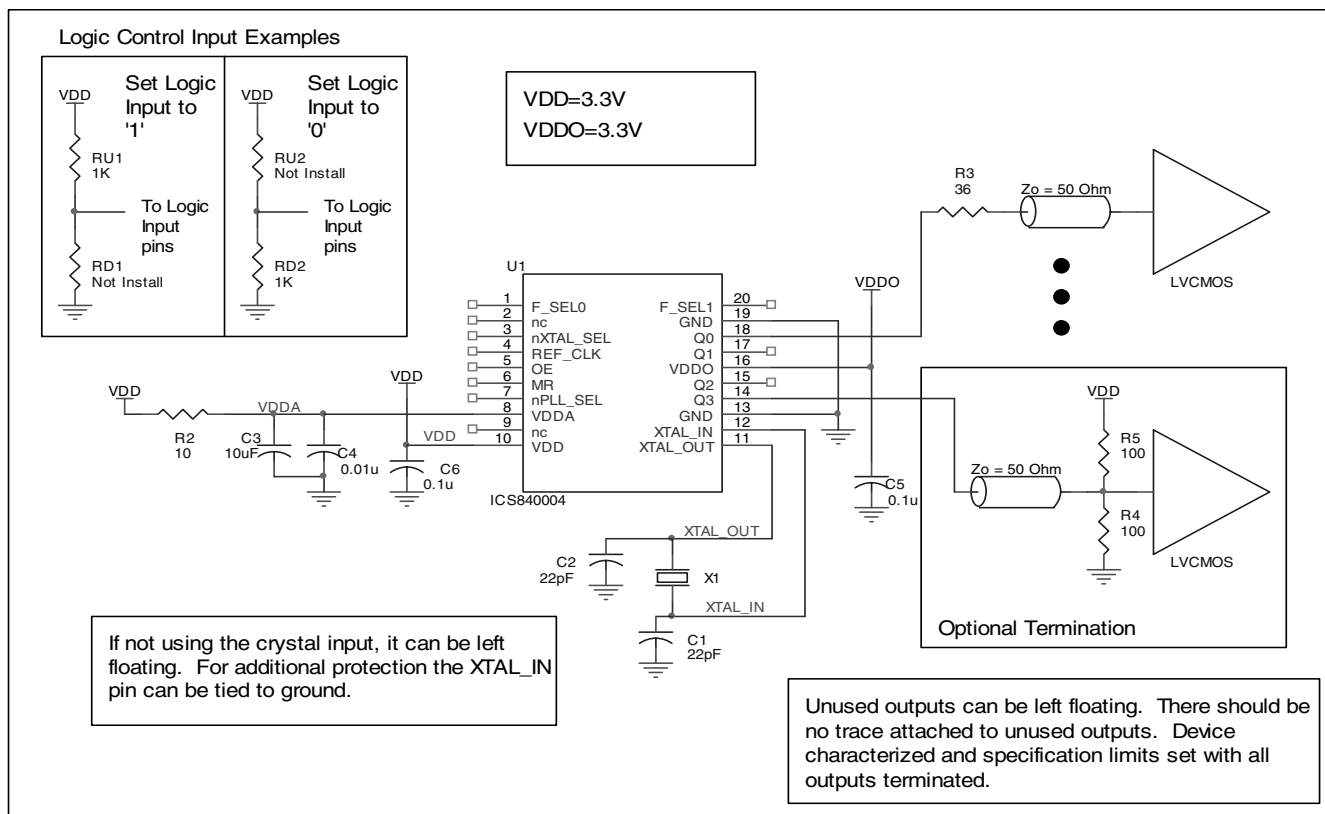 Logic Control Input Examples
Set Logic
Input to
'1'
VDD
RU1
1K
To Logic
Input
pins
RD1
Not Install
Set Logic
Input to
'0'
VDD
RU2
Not Install
To Logic
Input
pins
RD2
1K
VDD=3.3V
VDDO=3.3V
R3
36
Zo = 50 Ohm
LVCMOS
U1
1 F_SEL0
2 nc
3 nXTAL_SEL
4 REF_CLK
5 OE
6 MR
7 nPLL_SEL
8 VDDA
9 nc
10 VDD
F_SEL1 20
GND 19
Q0 18
Q1 17
VDDO 16
Q2 15
Q3 14
GND 13
XTAL_IN 12
XTAL_OUT 11
ICS840004
VDD
R2
10
VDDA
C3
10uF
C4
0.01u
VDD
VDD
C6
0.1u
VDDO
C5
0.1u
XTAL_OUT
C2
22pF
X1
XTAL_IN
C1
22pF
VDD
R5
100
Zo = 50 Ohm
R4
100
LVCMOS
Optional Termination
If not using the crystal input, it can be left
floating. For additional protection the XTAL_IN
pin can be tied to ground.
Unused outputs can be left floating. There should be
no trace attached to unused outputs. Device
characterized and specification limits set with all
outputs terminated.